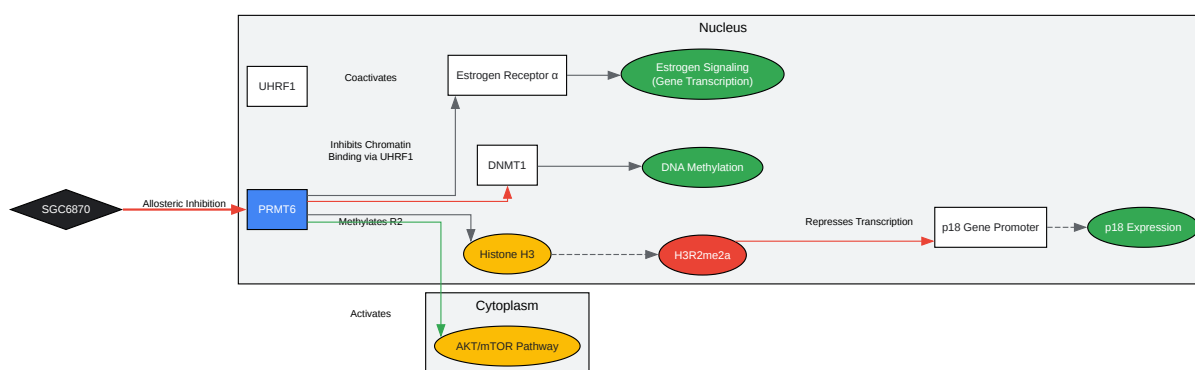 Nucleus
UHRF1
Coactivates
Estrogen Receptor α
Estrogen Signaling
(Gene Transcription)
Inhibits Chromatin
Binding via UHRF1
DNMT1
DNA Methylation
SGC6870
Allosteric Inhibition
PRMT6
Methylates R2
Histone H3
H3R2me2a
Represses Transcription
p18 Gene Promoter
p18 Expression
Cytoplasm
Activates
AKT/mTOR Pathway